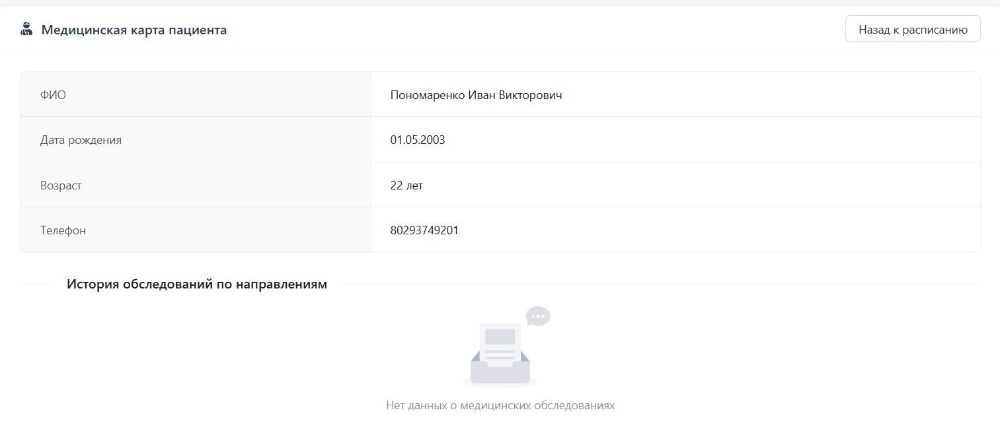 Медицинская карта пациента
Назад к расписанию
ФИО
Пономаренко Иван Викторович
Дата рождения
01.05.2003
Возраст
22 лет
Телефон
80293749201
История обследований по направлениям
Нет данных о медицинских обследованиях